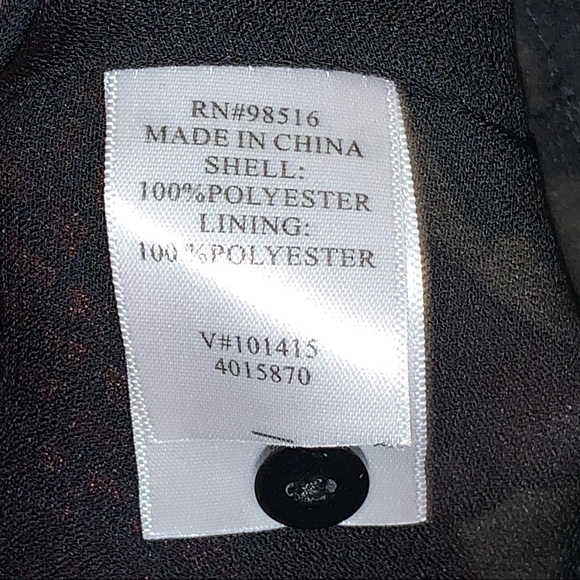 RN#98516
MADE IN CHINA
SHELL:
100%POLYESTER
LINING:
100 %POLYESTER
V#101415
4015870